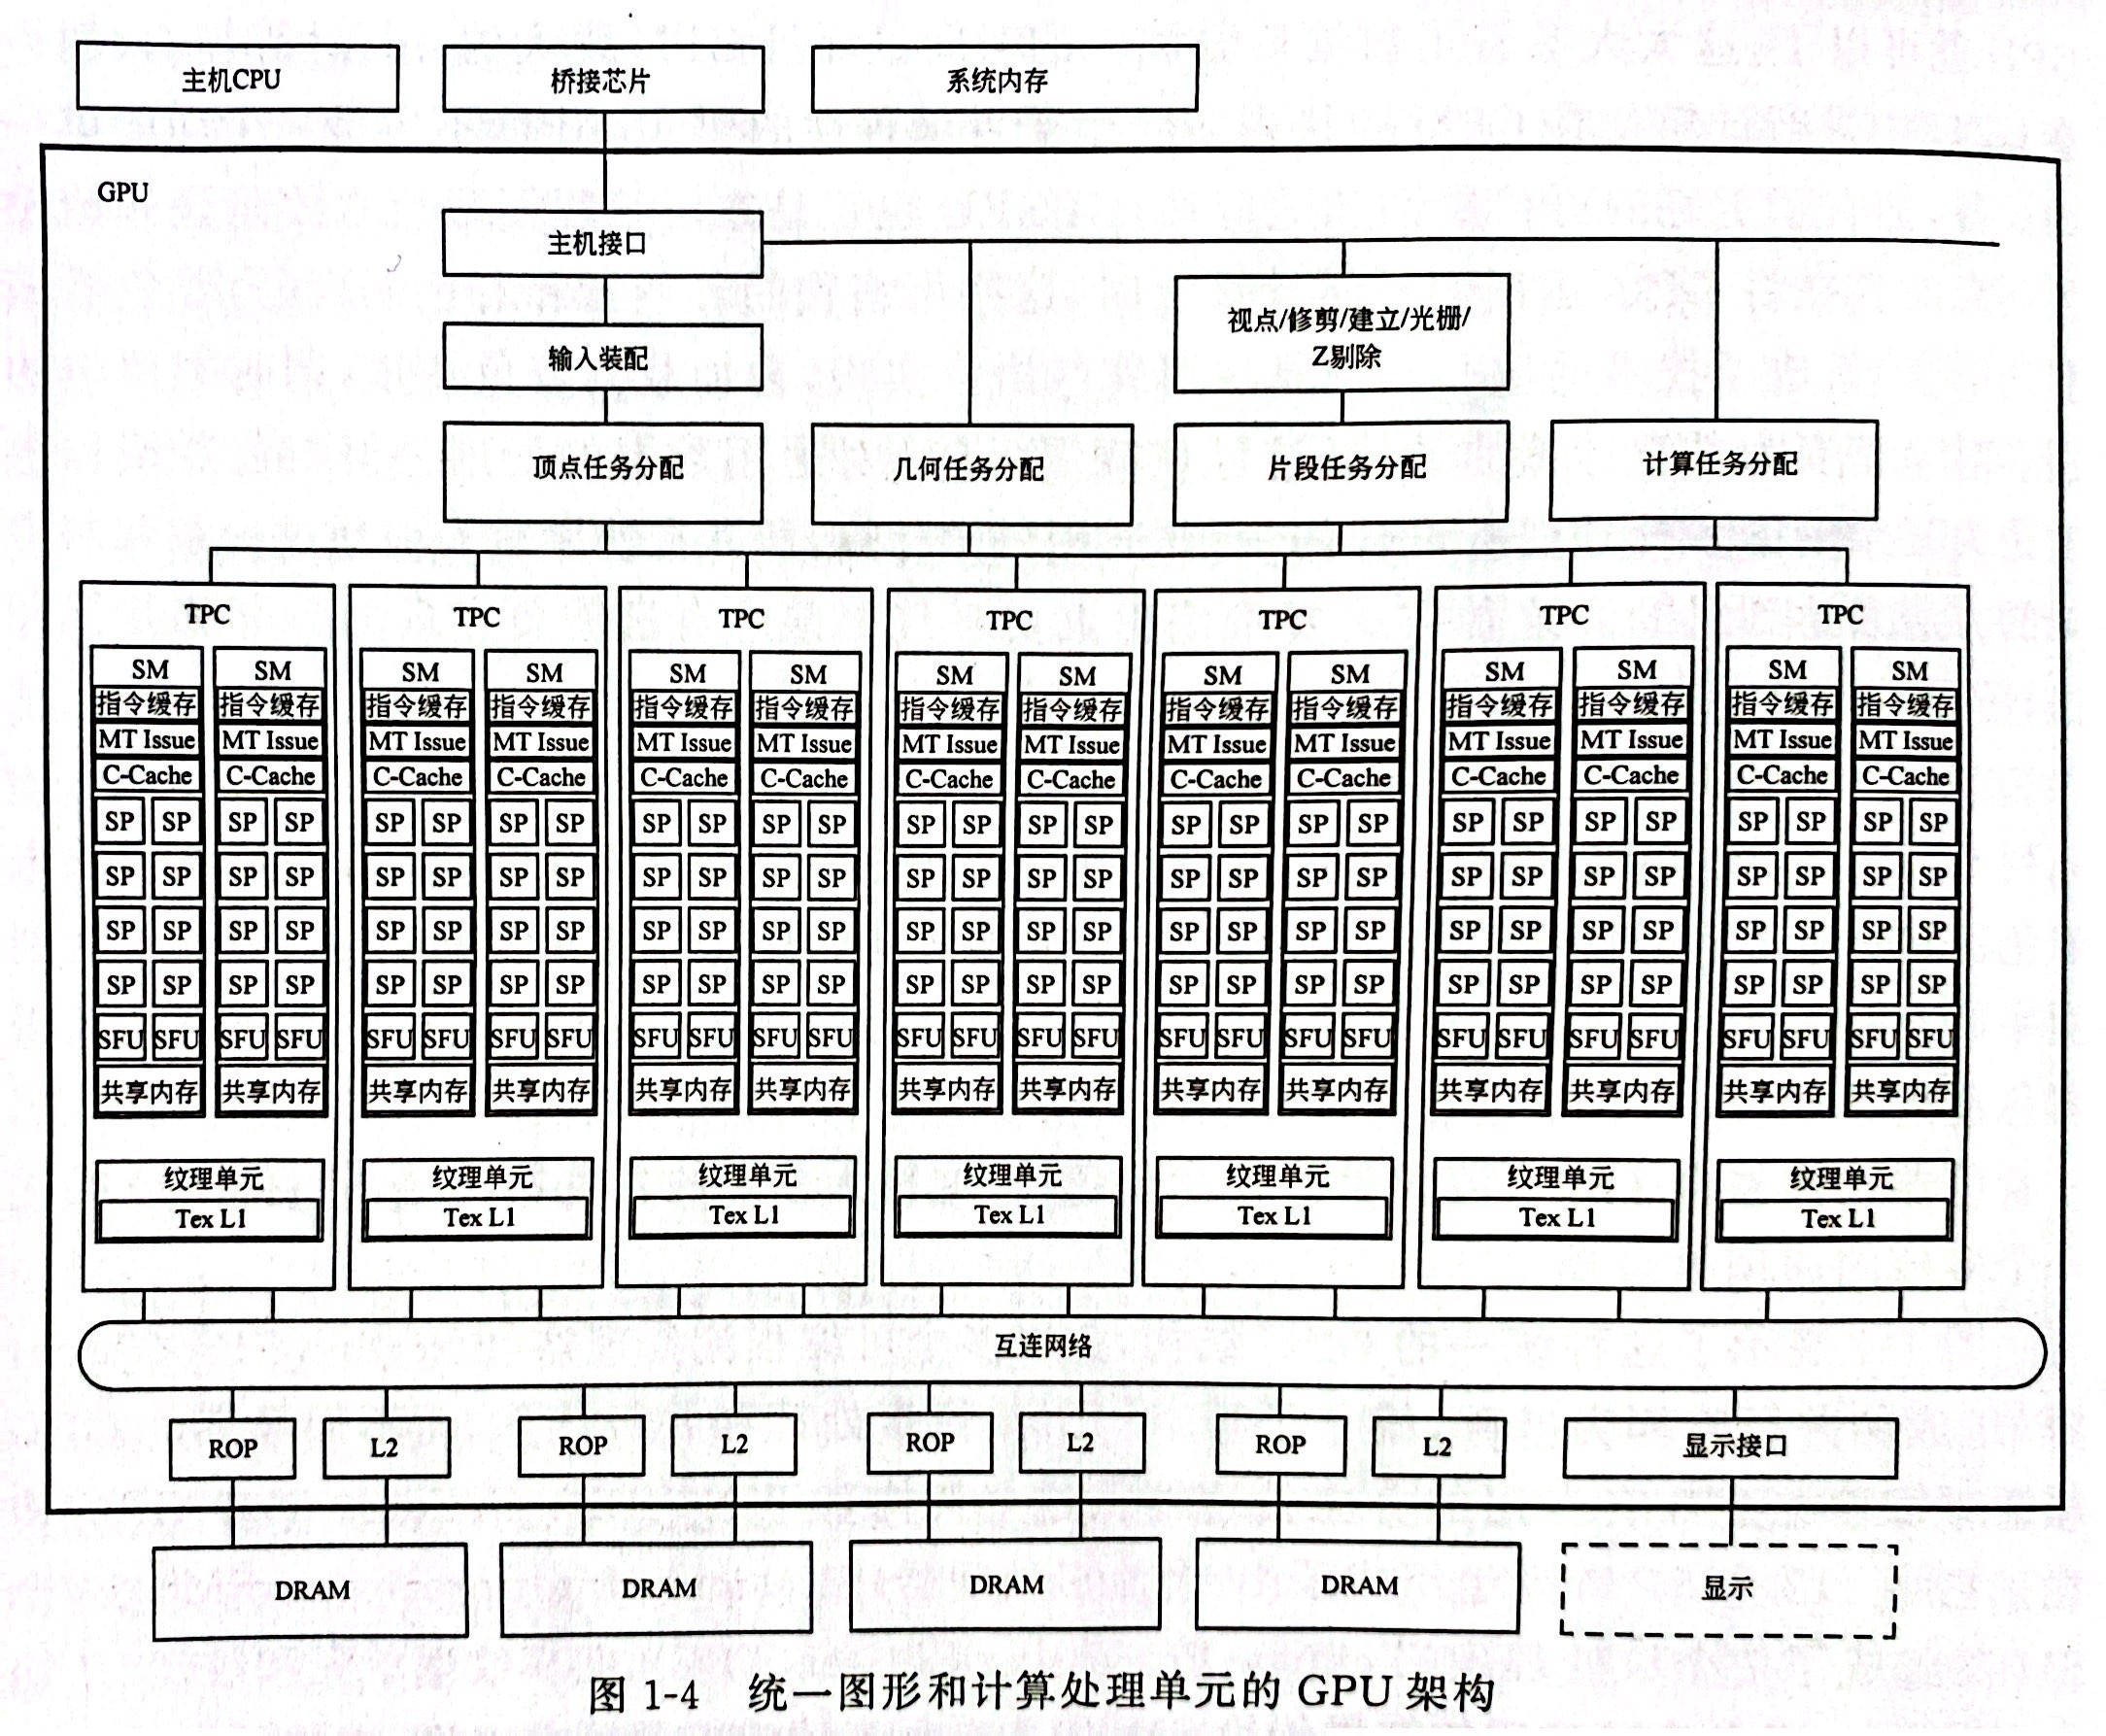 主机CPU 桥接芯片 系统内存
GPU
主机接口
视点/修剪/建立/光栅/
Z剔除
输入装配
顶点任务分配 几何任务分配 片段任务分配 计算任务分配
TPC TPC TPC TPC TPC TPC TPC
SM SM SM SM SM SM SM SM SM SM SM SM SM SM
指令缓存 指令缓存 指令缓存 指令缓存 指令缓存 指令缓存 指令缓存 指令缓存 指令缓存 指令缓存 指令缓存 指令缓存 指令缓存 指令缓存
MT Issue MT Issue MT Issue MT Issue MT Issue MT Issue MT Issue MT Issue MT Issue MT Issue MT Issue MT Issue MT Issue MT Issue
C-Cache C-Cache C-Cache C-Cache C-Cache C-Cache C-Cache C-Cache C-Cache C-Cache C-Cache C-Cache C-Cache C-Cache
SP SP SP SP SP SP SP SP SP SP SP SP SP SP SP SP SP SP SP SP SP SP SP SP SP SP SP SP
SP SP SP SP SP SP SP SP SP SP SP SP SP SP SP SP SP SP SP SP SP SP SP SP SP SP SP SP
SP SP SP SP SP SP SP SP SP SP SP SP SP SP SP SP SP SP SP SP SP SP SP SP SP SP SP SP
SP SP SP SP SP SP SP SP SP SP SP SP SP SP SP SP SP SP SP SP SP SP SP SP SP SP SP SP
SFU SFU SFU SFU SFU SFU SFU SFU SFU SFU SFU SFU SFU SFU SFU SFU SFU SFU SFU SFU SFU SFU SFU SFU SFU SFU SFU SFU
共享内存 共享内存 共享内存 共享内存 共享内存 共享内存 共享内存 共享内存 共享内存 共享内存 共享内存 共享内存 共享内存 共享内存
纹理单元 纹理单元 纹理单元 纹理单元 纹理单元 纹理单元 纹理单元
Tex L1 Tex L1 Tex L1 Tex L1 Tex L1 Tex L1 Tex L1
互连网络
ROP L2 ROP L2 ROP L2 ROP L2 显示接口
DRAM DRAM DRAM DRAM 显示
图 1-4 统一图形和计算处理单元的 GPU 架构